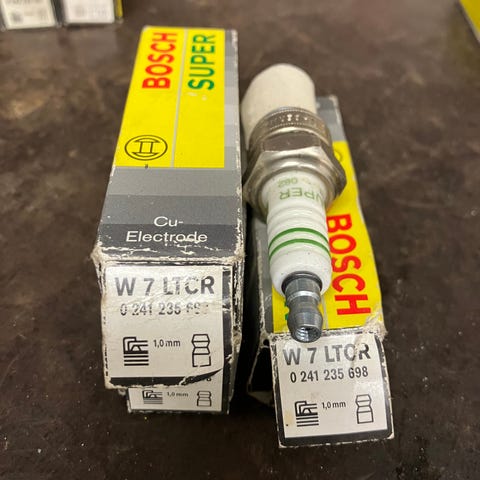 BOSCH
SUPER
Cu-
Electrode
W 7 LTCR
0 241 235 698
1,0 mm
1,0 mm
SUPER
BOSCH
W 7 LTCR
0 241 235 698
1,0 mm